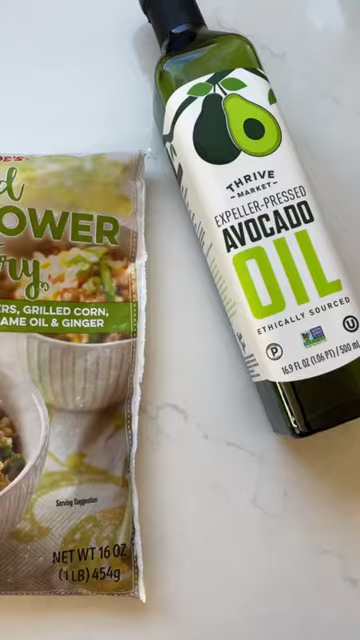 OWER
ERS, GRILLED CORN,
AME OIL & GINGER
Serving Suggestion
NET WT 16 OZ
(1 LB) 454g
THRIVE
MARKET
EXPELLER-PRESSED
AVOCADO
OIL
ETHICALLY SOURCED
P
U
16.9 FL OZ (1.06 PT) / 500 mL